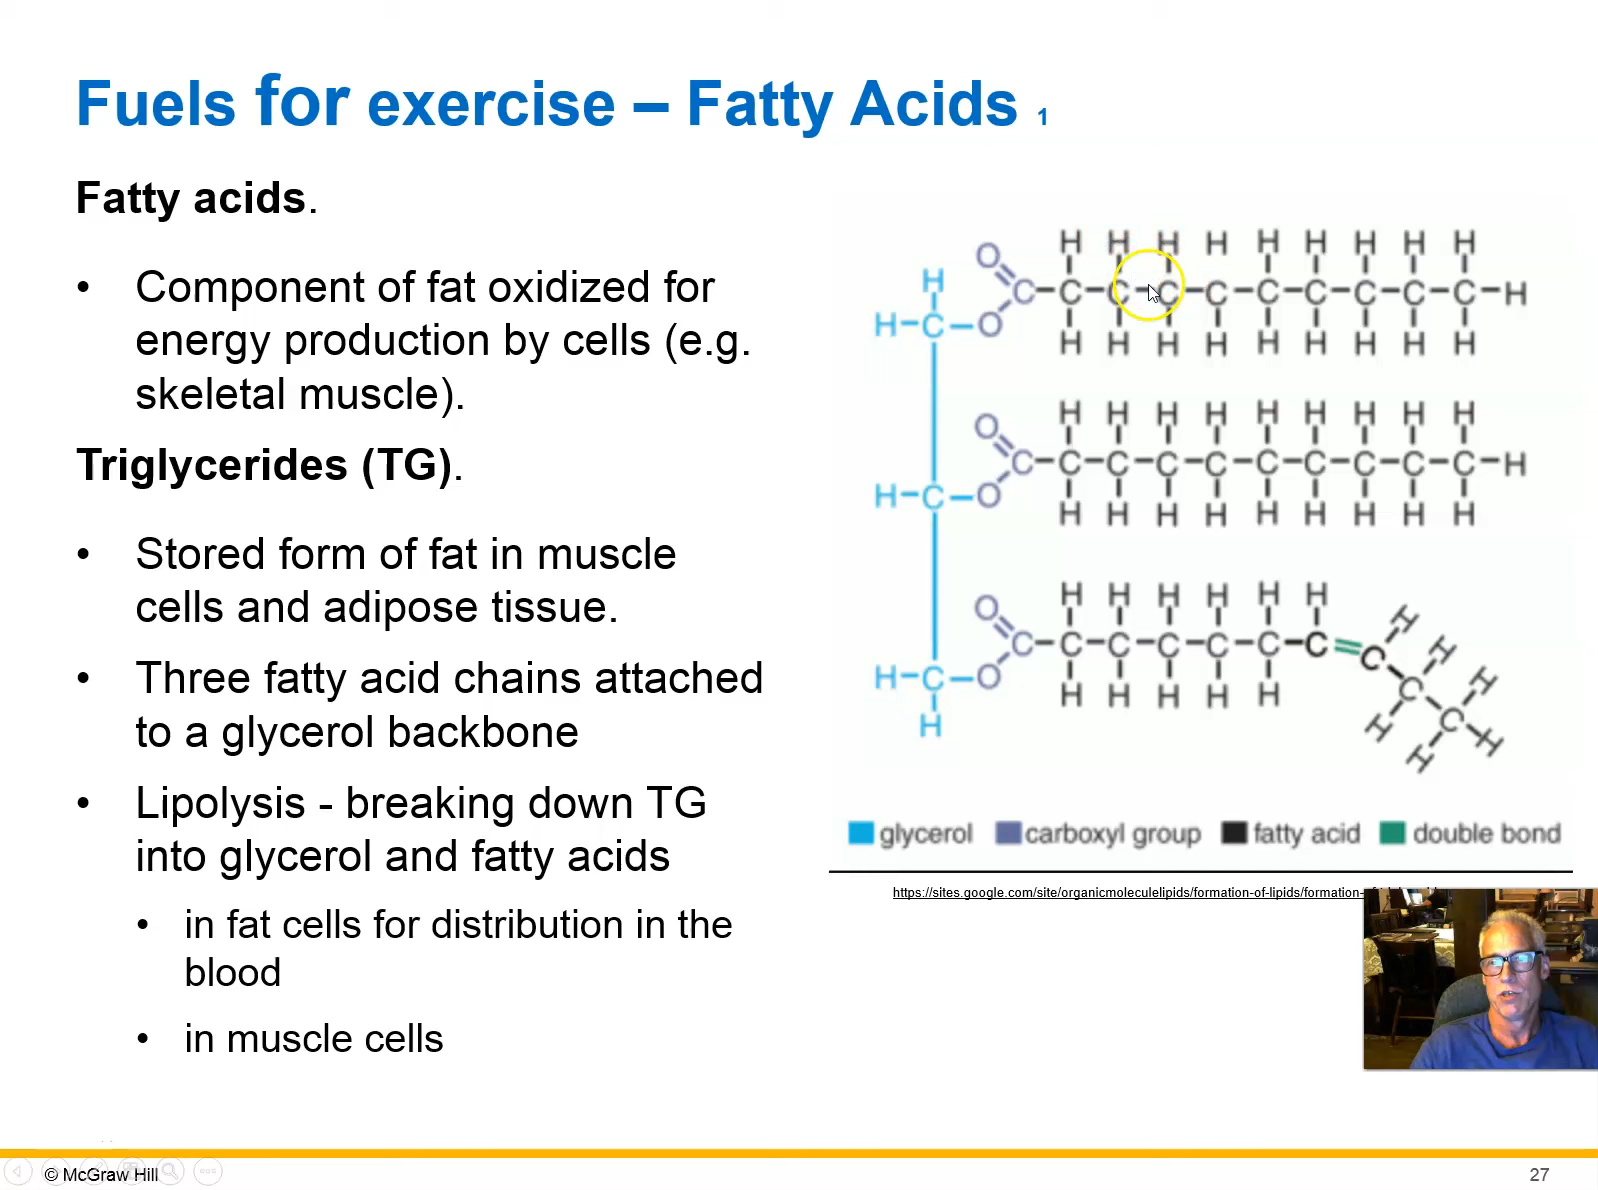 Fuels for exercise – Fatty Acids 1
Fatty acids.
• Component of fat oxidized for
energy production by cells (e.g.
skeletal muscle).
Triglycerides (TG).
• Stored form of fat in muscle
cells and adipose tissue.
• Three fatty acid chains attached
to a glycerol backbone
• Lipolysis - breaking down TG
into glycerol and fatty acids
• in fat cells for distribution in the
blood
• in muscle cells
H H H H H H H H H
O
H C C C C C C C C C C H
H C O
H H H H H H H H H
H H H H H H H H H
O
C C C C C C C C C C H
H C O
H H H H H H H H H
H H H H H H
O
C C C C C C C C H
H C O
H H H H H C H
H C H
H H H
glycerol carboxyl group fatty acid double bond
https://sites.google.com/site/organicmoleculelipids/formation-of-lipids/formation-
© McGraw Hill
27